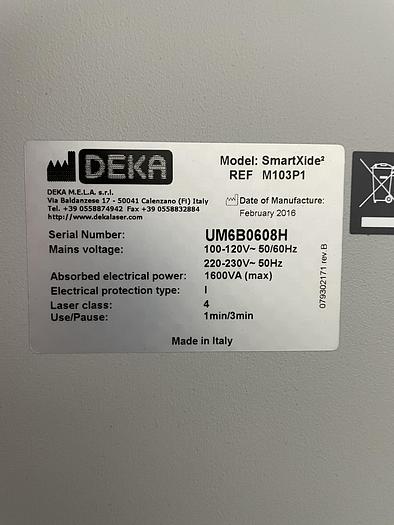 DEKA
Model: SmartXide²
REF M103P1
DEKA M.E.L.A. s.r.l.
Via Baldanzese 17 - 50041 Calenzano (FI) Italy
Tel. +39 0558874942 Fax +39 0558832884
http://www.dekalaser.com
Date of Manufacture:
February 2016
Serial Number: UM6B0608H
Mains voltage: 100-120V~ 50/60Hz
220-230V~ 50Hz
Absorbed electrical power: 1600VA (max)
Electrical protection type: I
Laser class: 4
Use/Pause: 1min/3min
Made in Italy
079302171 rev.B